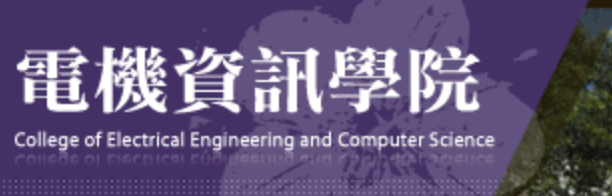 電機資訊學院
College of Electrical Engineering and Computer Science